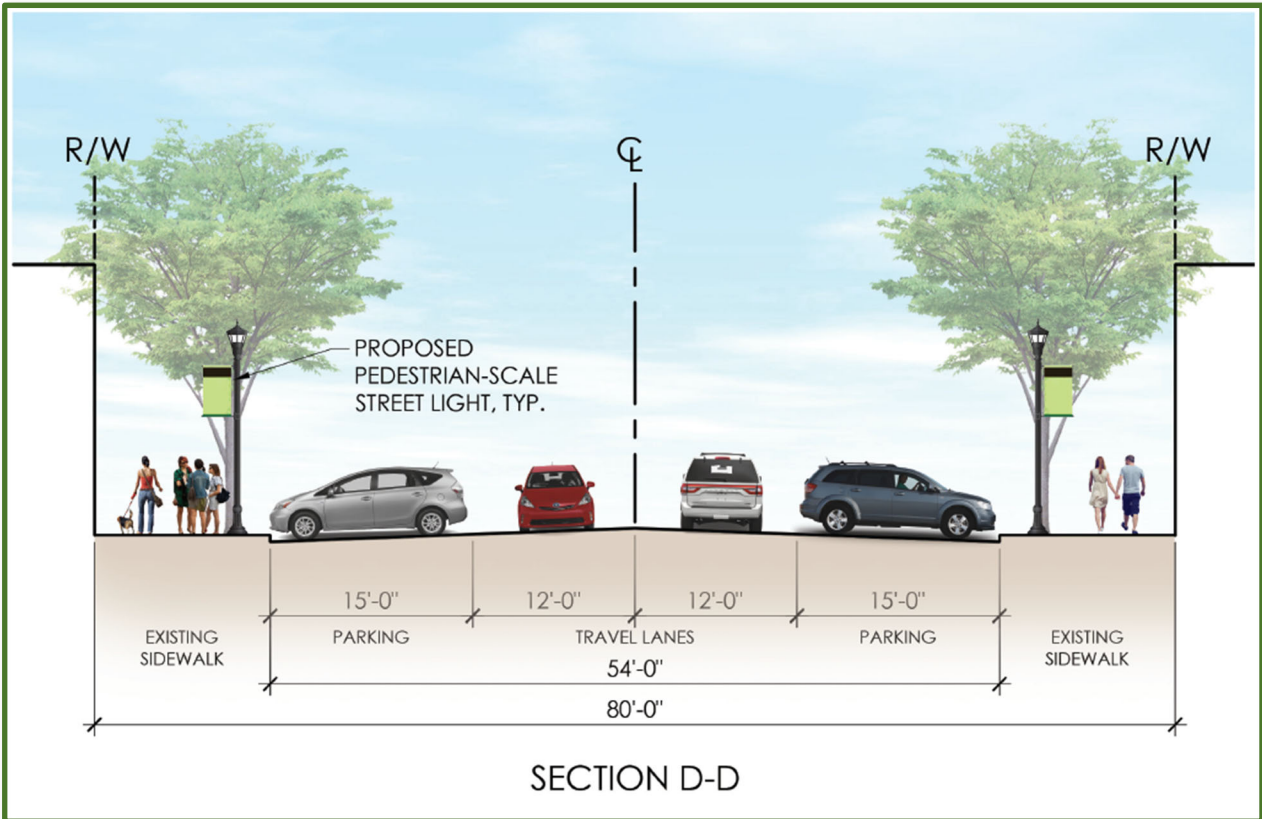 R/W
℄
R/W
PROPOSED
PEDESTRIAN-SCALE
STREET LIGHT, TYP.
15'-0"
12'-0"
12'-0"
15'-0"
EXISTING
SIDEWALK
PARKING
TRAVEL LANES
PARKING
EXISTING
SIDEWALK
54'-0"
80'-0"
SECTION D-D